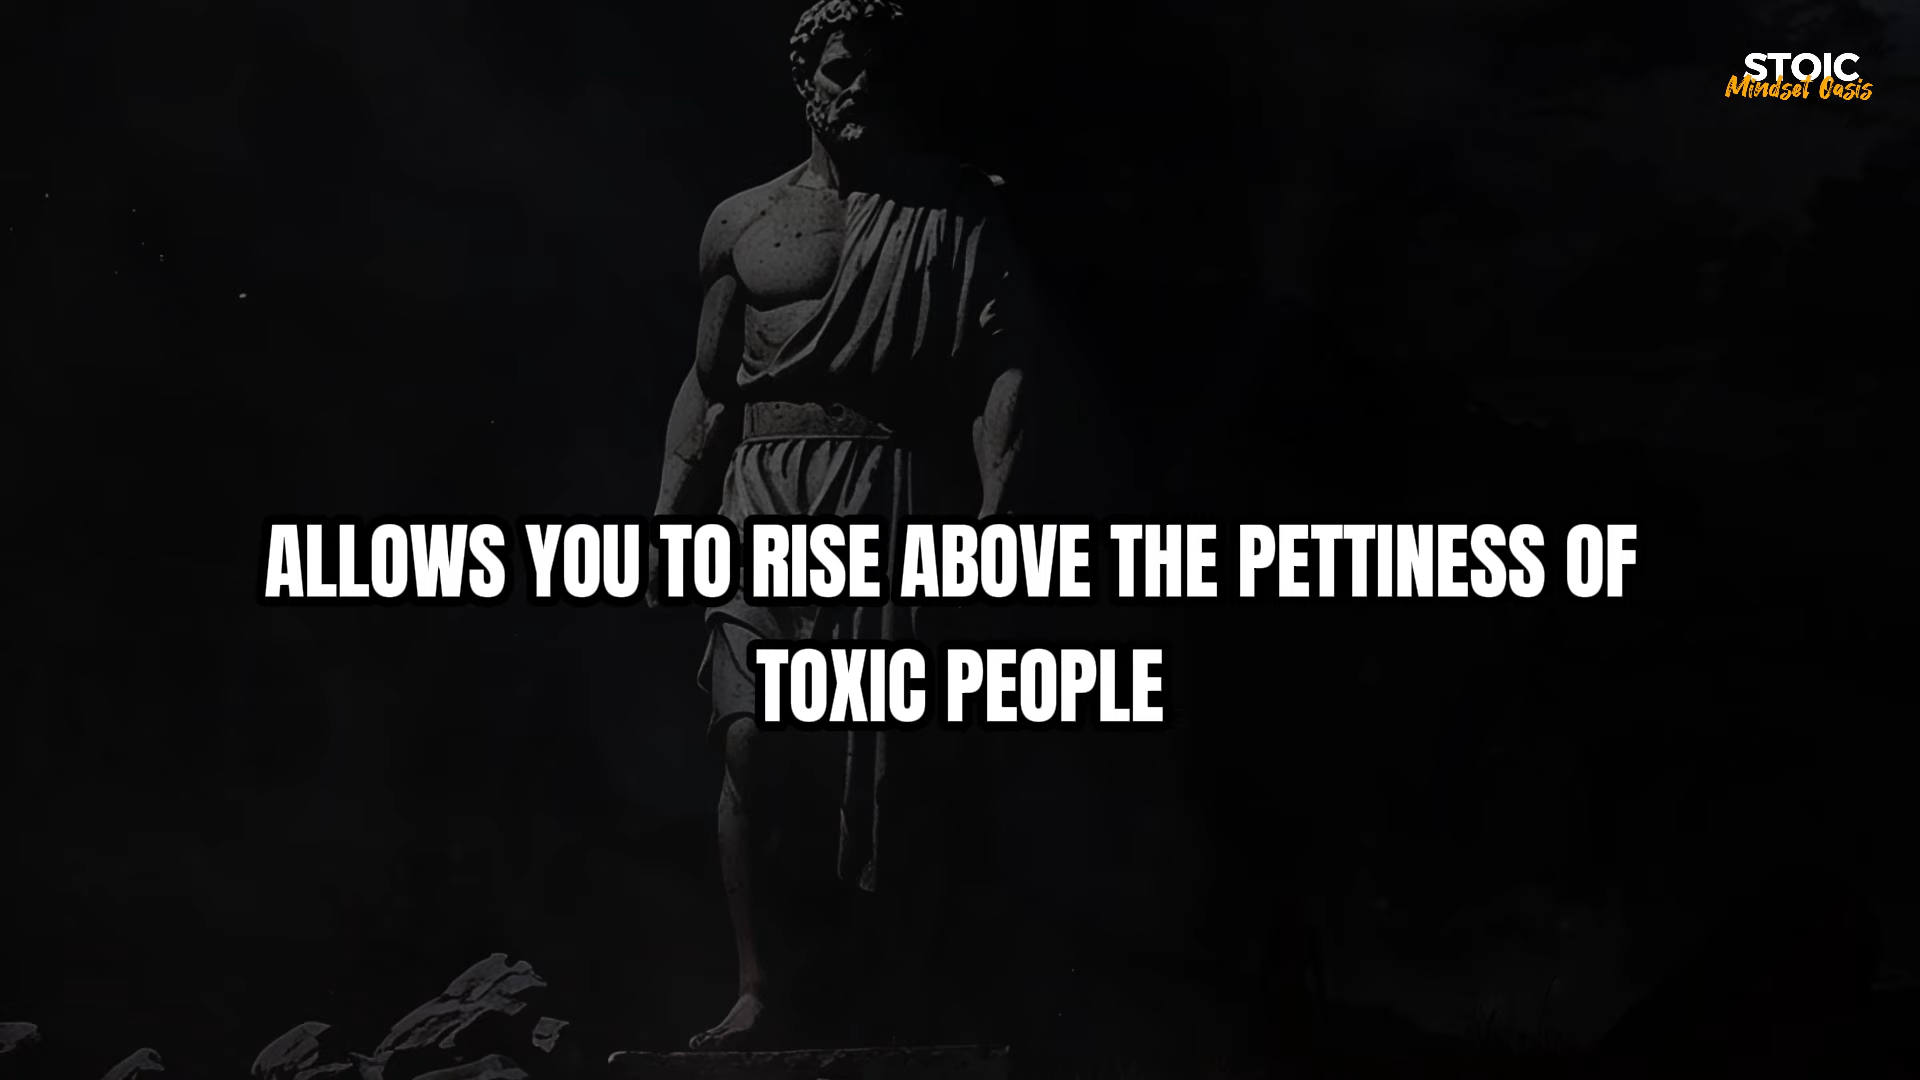 STOIC
Mindset Oasis
ALLOWS YOU TO RISE ABOVE THE PETTINESS OF
TOXIC PEOPLE